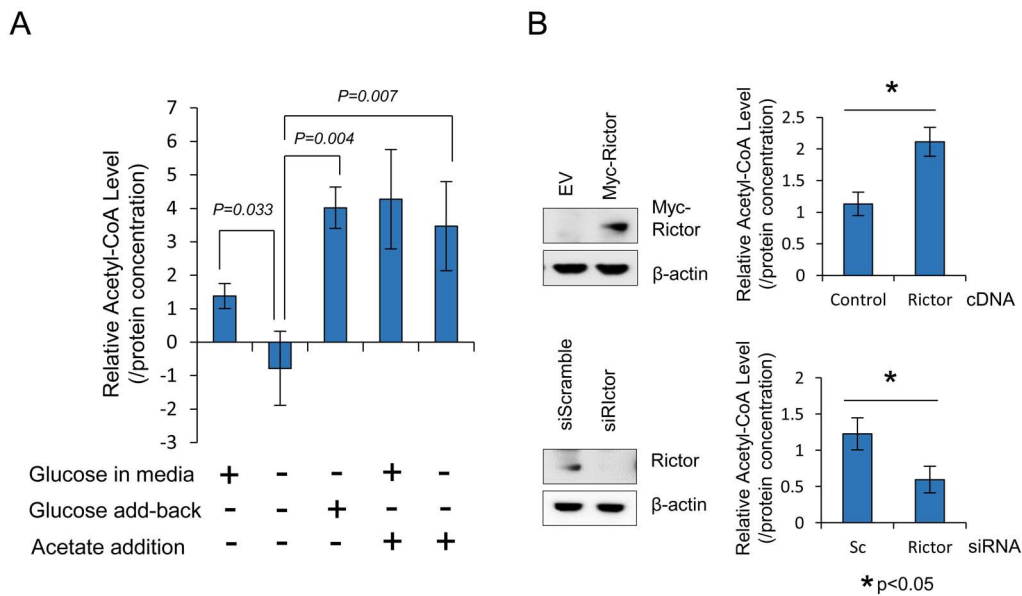 A
Relative Acetyl-CoA Level
(/protein concentration)
7
6
5
4
3
2
1
0
-1
-2
-3
P=0.033
P=0.004
P=0.007
Glucose in media + - - + -
Glucose add-back - - + - -
Acetate addition - - - + +
B
EV
Myc-Rictor
Myc-
Rictor
β-actin
Relative Acetyl-CoA Level
(/protein concentration)
2.5
2
1.5
1
0.5
0
*
Control Rictor cDNA
siScramble
siRIctor
Rictor
β-actin
Relative Acetyl-CoA Level
(/protein concentration)
2
1.5
1
0.5
0
*
Sc Rictor siRNA
*p<0.05